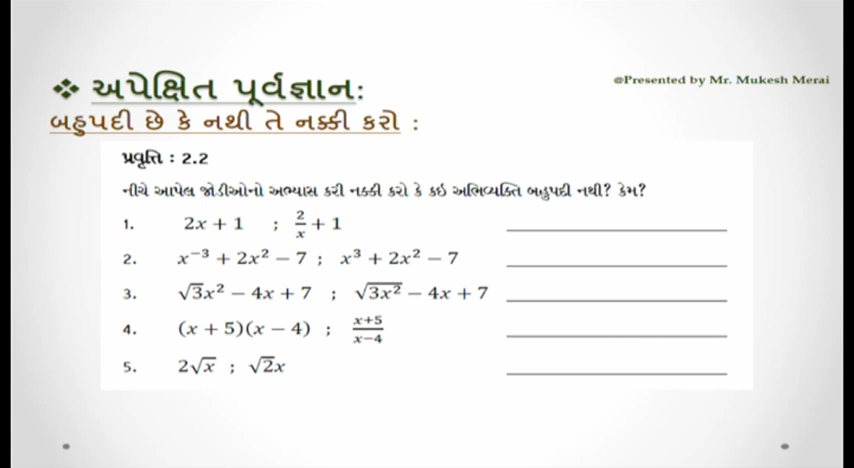 ❖ અપેક્ષિત પૂર્વજ્ઞાન:
@Presented by Mr. Mukesh Merai
બહુપદી છે કે નથી તે નક્કી કરો :
પ્રવૃત્તિ : 2.2
નીચે આપેલ જોડીઓનો અભ્યાસ કરી નક્કી કરો કે કઇ અભિવ્યક્તિ બહુપદી નથી? કેમ?
1. 2x + 1 ; 2/x + 1
2. x⁻³ + 2x² − 7 ; x³ + 2x² − 7
3. √3x² − 4x + 7 ; √(3x²) − 4x + 7
4. (x + 5)(x − 4) ; (x+5)/(x−4)
5. 2√x ; √2x